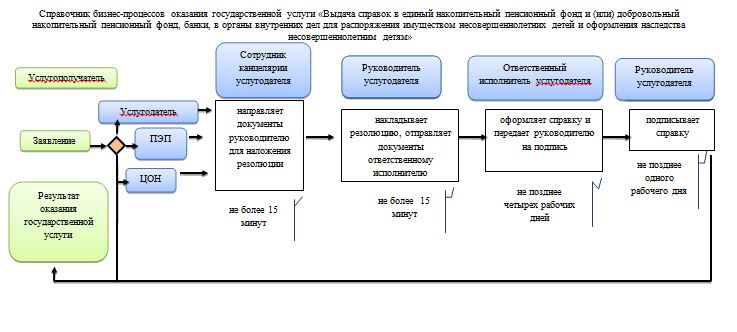 Справочник бизнес-процессов оказания государственной услуги «Выдача справок в единый накопительный пенсионный фонд и (или) добровольный
накопительный пенсионный фонд, банки, в органы внутренних дел для распоряжения имуществом несовершеннолетних детей и оформления наследства
несовершеннолетним детям»
Услугополучатель
Сотрудник
канцелярии
услугодателя
Руководитель
услугодателя
Ответственный
исполнитель услугодателя
Руководитель
услугодателя
Заявление
Услугодатель
ПЭП
ЦОН
направляет
документы
руководителю
для наложения
резолюции
накладывает
резолюцию, отправляет
документы
ответственному
исполнителю
оформляет справку и
передает руководителю
на подпись
подписывает
справку
Результат
оказания
государственной
услуги
не более 15
минут
не более 15
минут
не позднее
четырех рабочих
дней
не позднее
одного
рабочего дня